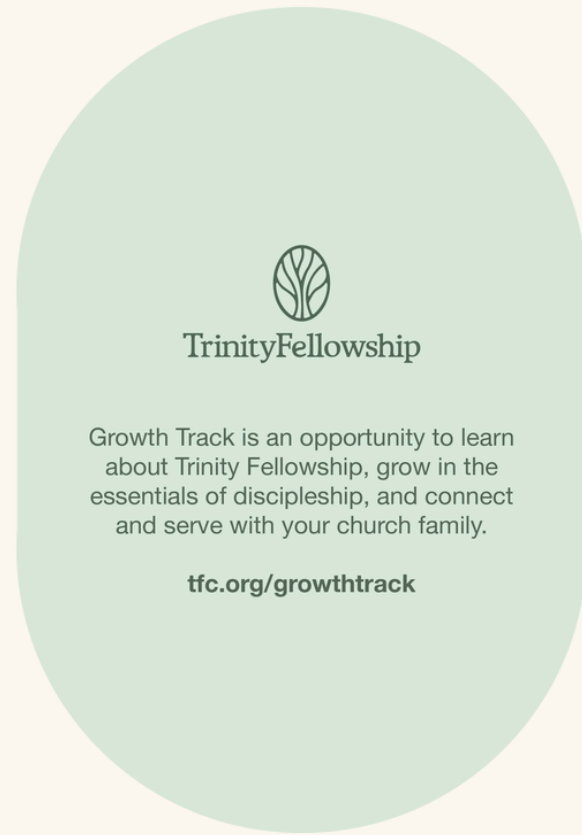 TrinityFellowship
Growth Track is an opportunity to learn
about Trinity Fellowship, grow in the
essentials of discipleship, and connect
and serve with your church family.
tfc.org/growthtrack